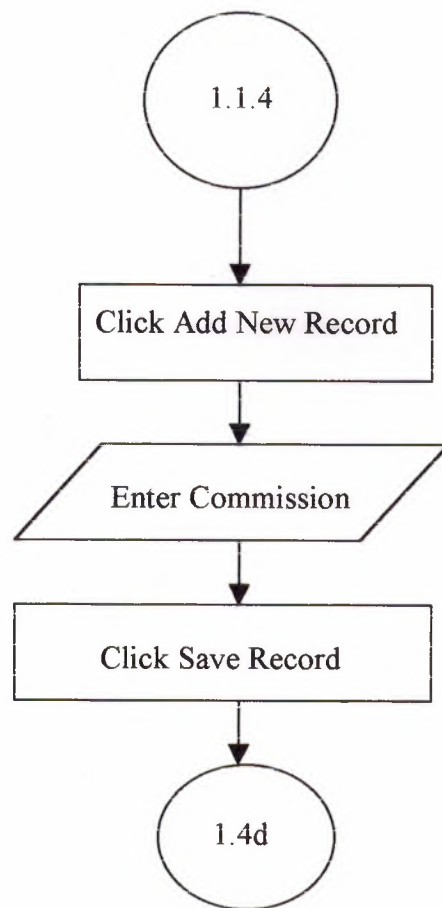 1.1.4
Click Add New Record
Enter Commission
Click Save Record
1.4d